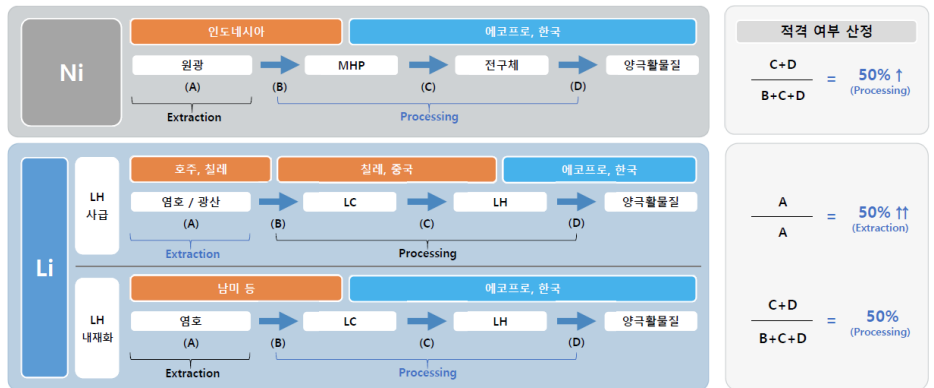 인도네시아
에코프로, 한국
적격 여부 산정
Ni
원광
MHP
전구체
양극활물질
(A)
(B)
(C)
(D)
Extraction
Processing
C+D
B+C+D
=
50% ↑
(Processing)
Li
LH
사급
호주, 칠레
칠레, 중국
에코프로, 한국
염호 / 광산
LC
LH
양극활물질
(A)
(B)
(C)
(D)
Extraction
Processing
A
A
=
50% ↑↑
(Extraction)
LH
내재화
남미 등
에코프로, 한국
염호
LC
LH
양극활물질
(A)
(B)
(C)
(D)
Extraction
Processing
C+D
B+C+D
=
50%
(Processing)